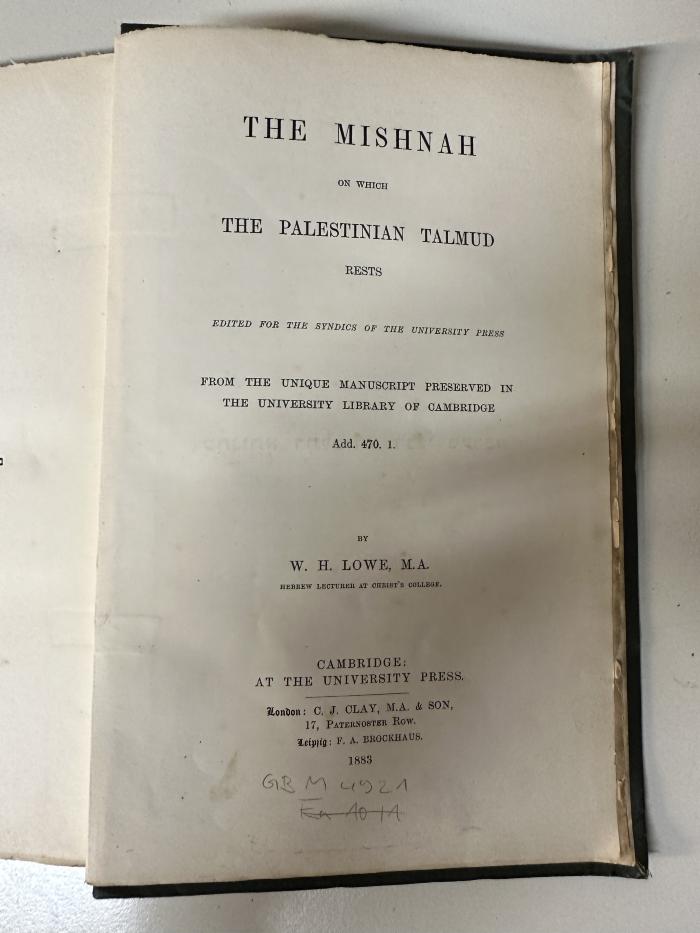 THE MISHNAH
ON WHICH
THE PALESTINIAN TALMUD
RESTS
EDITED FOR THE SYNDICS OF THE UNIVERSITY PRESS
FROM THE UNIQUE MANUSCRIPT PRESERVED IN
THE UNIVERSITY LIBRARY OF CAMBRIDGE
Add. 470. 1.
BY
W. H. LOWE, M.A.
HEBREW LECTURER AT CHRIST'S COLLEGE.
CAMBRIDGE:
AT THE UNIVERSITY PRESS.
London: C. J. CLAY, M.A. & SON,
17, PATERNOSTER ROW.
Leipzig: F. A. BROCKHAUS.
1883
GB M 4921